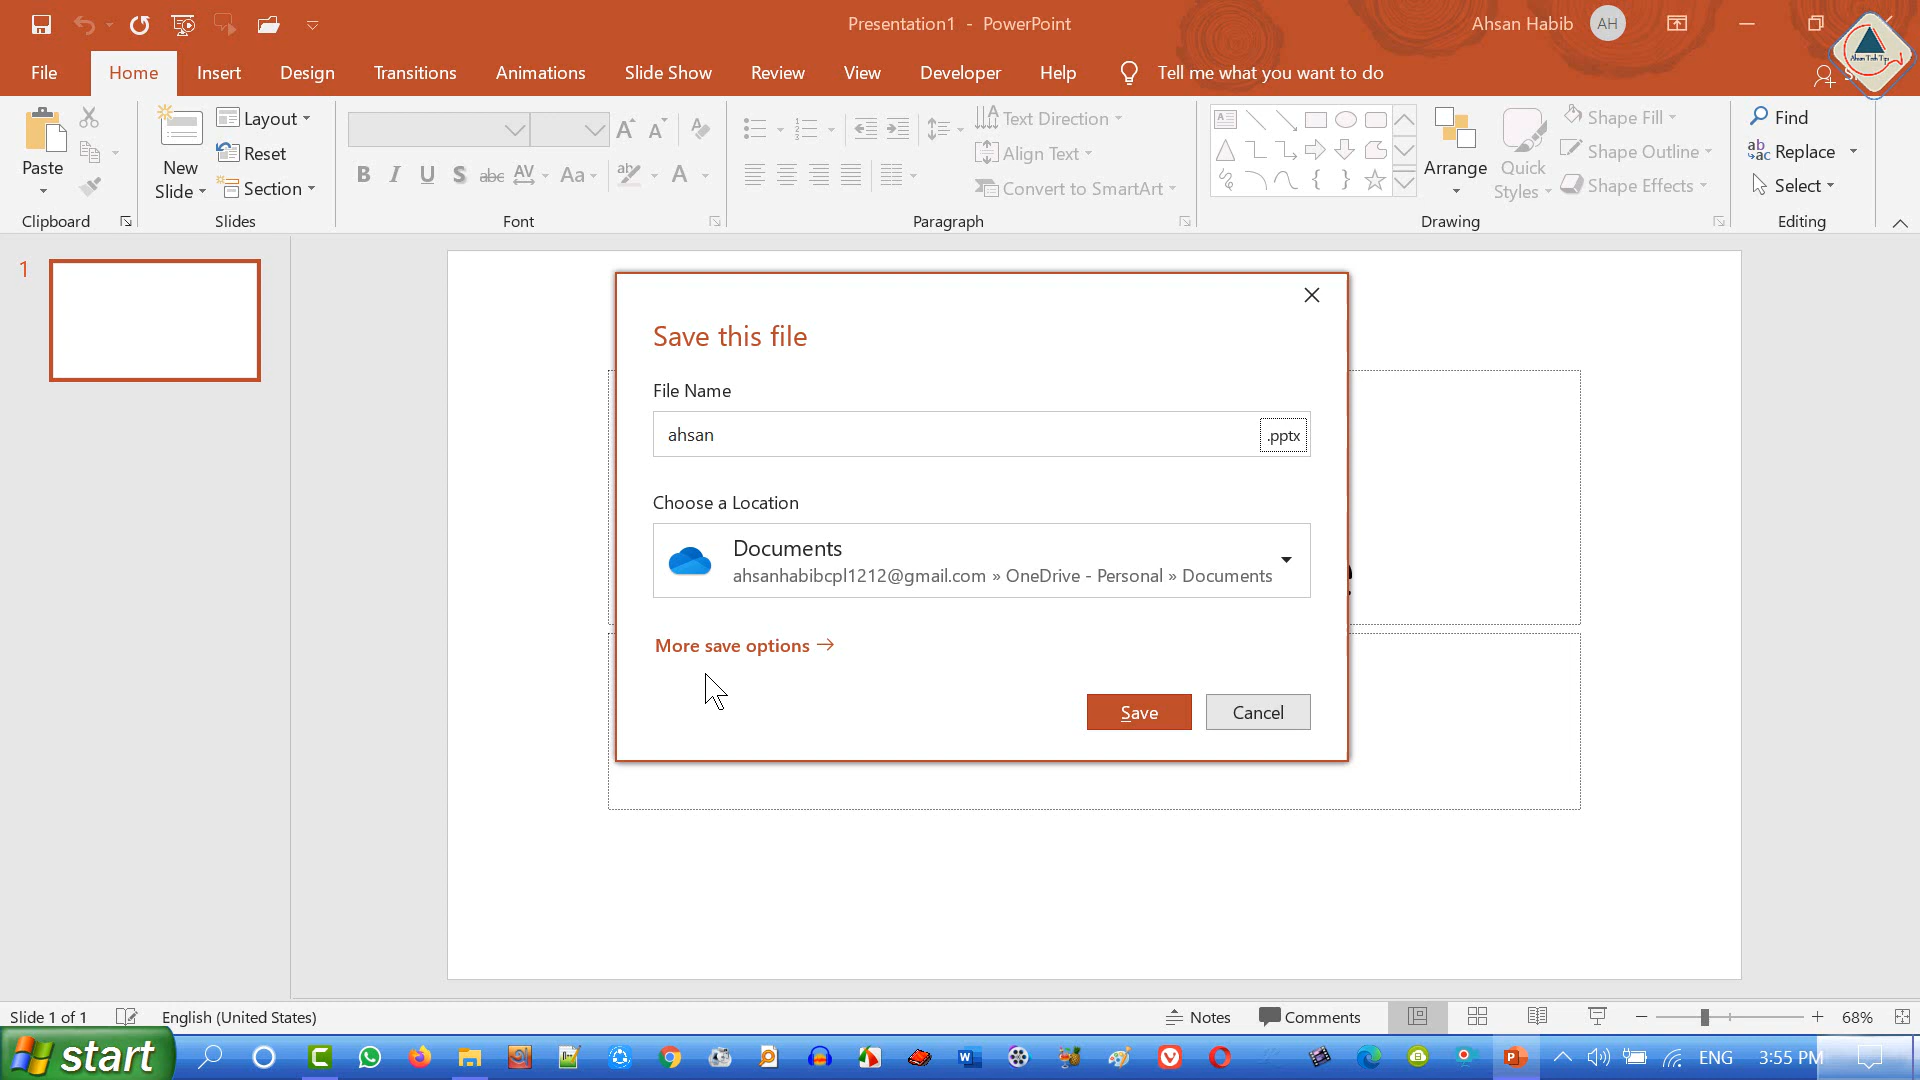 Presentation1 - PowerPoint
Ahsan Habib AH
File Home Insert Design Transitions Animations Slide Show Review View Developer Help Tell me what you want to do
Paste
Clipboard
New
Slide
Layout
Reset
Section
Slides
B I U S abc AV Aa A
Font
Text Direction
Align Text
Convert to SmartArt
Paragraph
Arrange
Quick
Styles
Shape Fill
Shape Outline
Shape Effects
Drawing
Find
Replace
Select
Editing
1
Save this file
File Name
ahsan .pptx
Choose a Location
Documents
ahsanhabibcpl1212@gmail.com » OneDrive - Personal » Documents
More save options
Save Cancel
Slide 1 of 1 English (United States) Notes Comments 68%
start ENG 3:55 PM